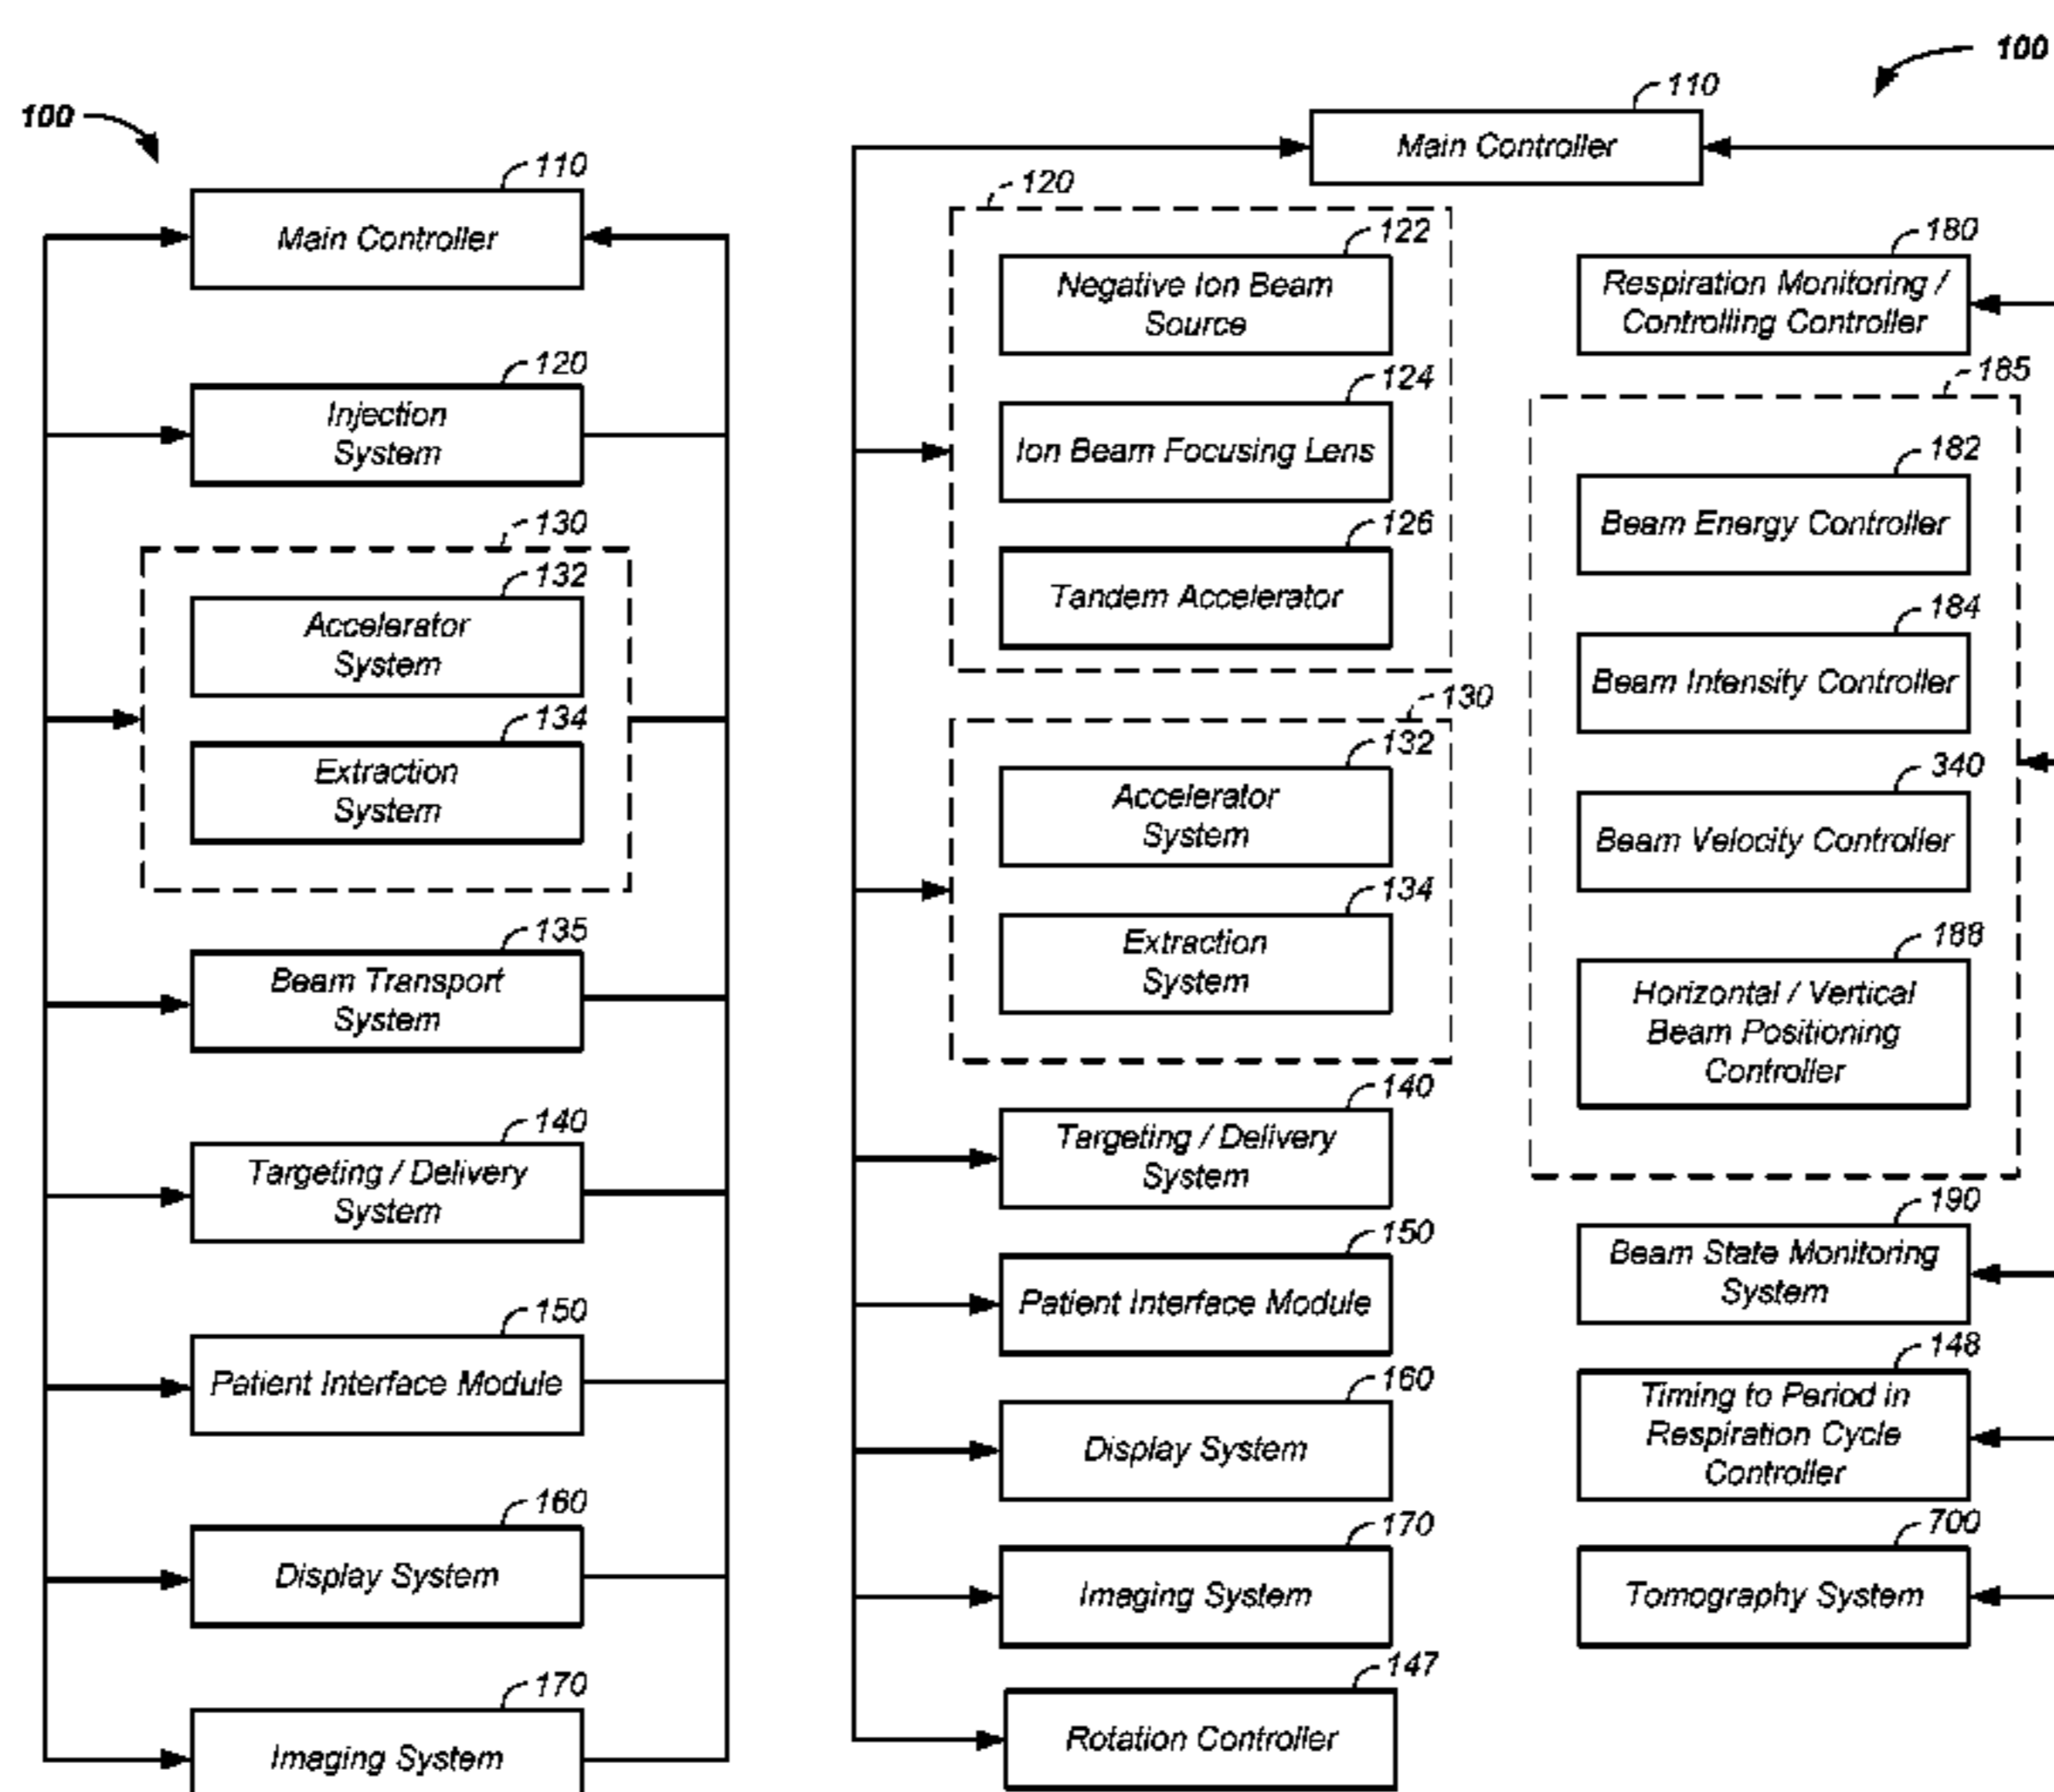 100
110
Main Controller
120
Injection
System
130
132
Accelerator
System
134
Extraction
System
135
Beam Transport
System
140
Targeting / Delivery
System
150
Patient Interface Module
160
Display System
170
Imaging System
100
110
Main Controller
120
122
Negative Ion Beam
Source
124
Ion Beam Focusing Lens
126
Tandem Accelerator
130
132
Accelerator
System
134
Extraction
System
140
Targeting / Delivery
System
150
Patient Interface Module
160
Display System
170
Imaging System
147
Rotation Controller
180
Respiration Monitoring /
Controlling Controller
185
182
Beam Energy Controller
184
Beam Intensity Controller
340
Beam Velocity Controller
188
Horizontal / Vertical
Beam Positioning
Controller
190
Beam State Monitoring
System
148
Timing to Period in
Respiration Cycle
Controller
700
Tomography System